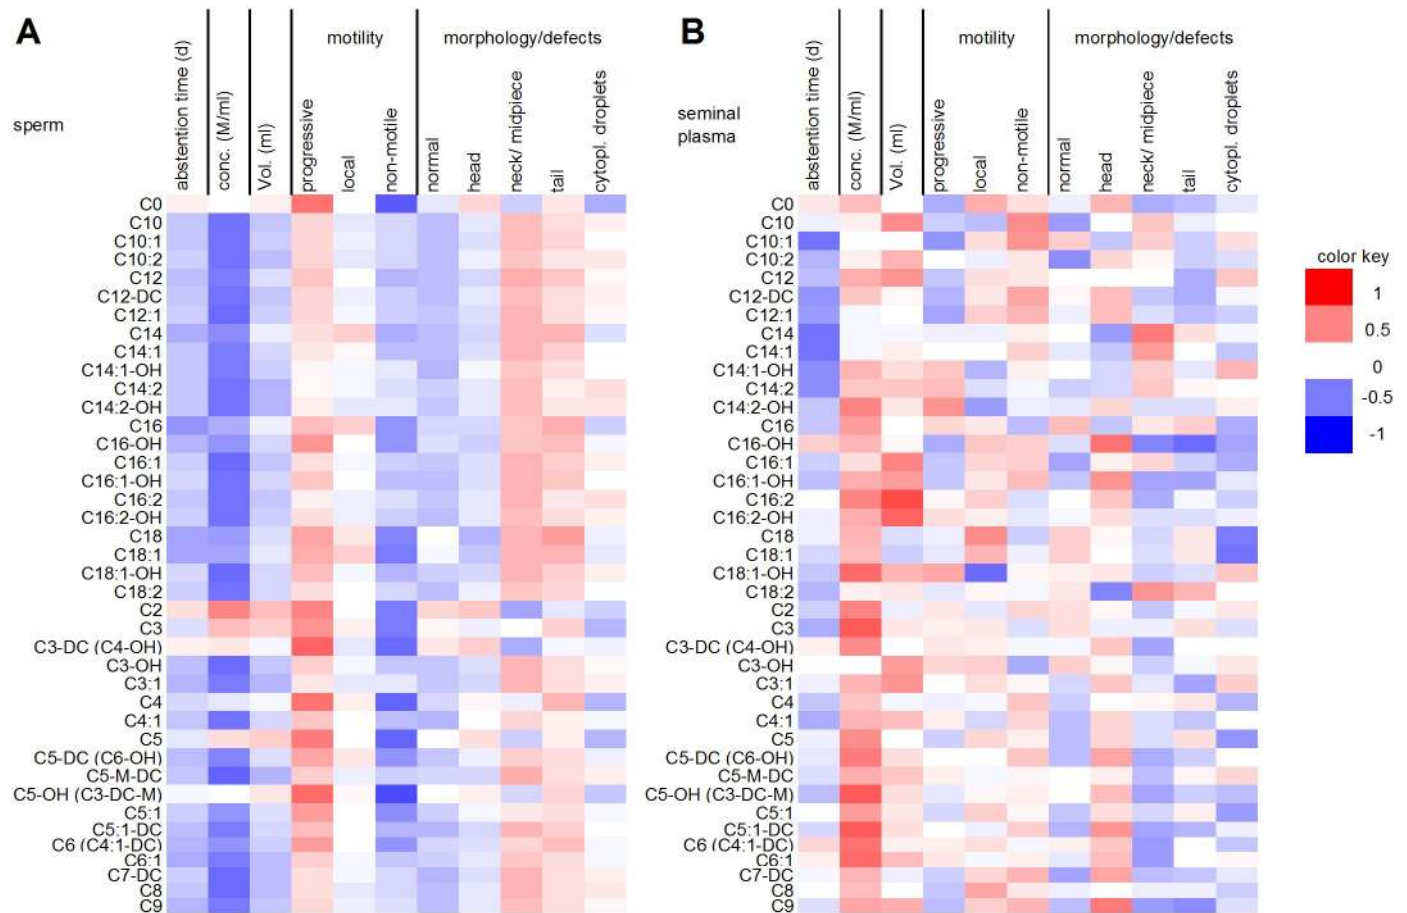 A
abstention time (d)
conc. (M/ml)
Vol. (ml)
motility
progressive
local
non-motile
morphology/defects
normal
head
neck/ midpiece
tail
cytopl. droplets
sperm
C0
C10
C10:1
C10:2
C12
C12-DC
C12:1
C14
C14:1
C14:1-OH
C14:2
C14:2-OH
C16
C16-OH
C16:1
C16:1-OH
C16:2
C16:2-OH
C18
C18:1
C18:1-OH
C18:2
C2
C3
C3-DC (C4-OH)
C3-OH
C3:1
C4
C4:1
C5
C5-DC (C6-OH)
C5-M-DC
C5-OH (C3-DC-M)
C5:1
C5:1-DC
C6 (C4:1-DC)
C6:1
C7-DC
C8
C9
B
abstention time (d)
conc. (M/ml)
Vol. (ml)
motility
progressive
local
non-motile
morphology/defects
normal
head
neck/ midpiece
tail
cytopl. droplets
seminal
plasma
C0
C10
C10:1
C10:2
C12
C12-DC
C12:1
C14
C14:1
C14:1-OH
C14:2
C14:2-OH
C16
C16-OH
C16:1
C16:1-OH
C16:2
C16:2-OH
C18
C18:1
C18:1-OH
C18:2
C2
C3
C3-DC (C4-OH)
C3-OH
C3:1
C4
C4:1
C5
C5-DC (C6-OH)
C5-M-DC
C5-OH (C3-DC-M)
C5:1
C5:1-DC
C6 (C4:1-DC)
C6:1
C7-DC
C8
C9
color key
1
0.5
0
-0.5
-1